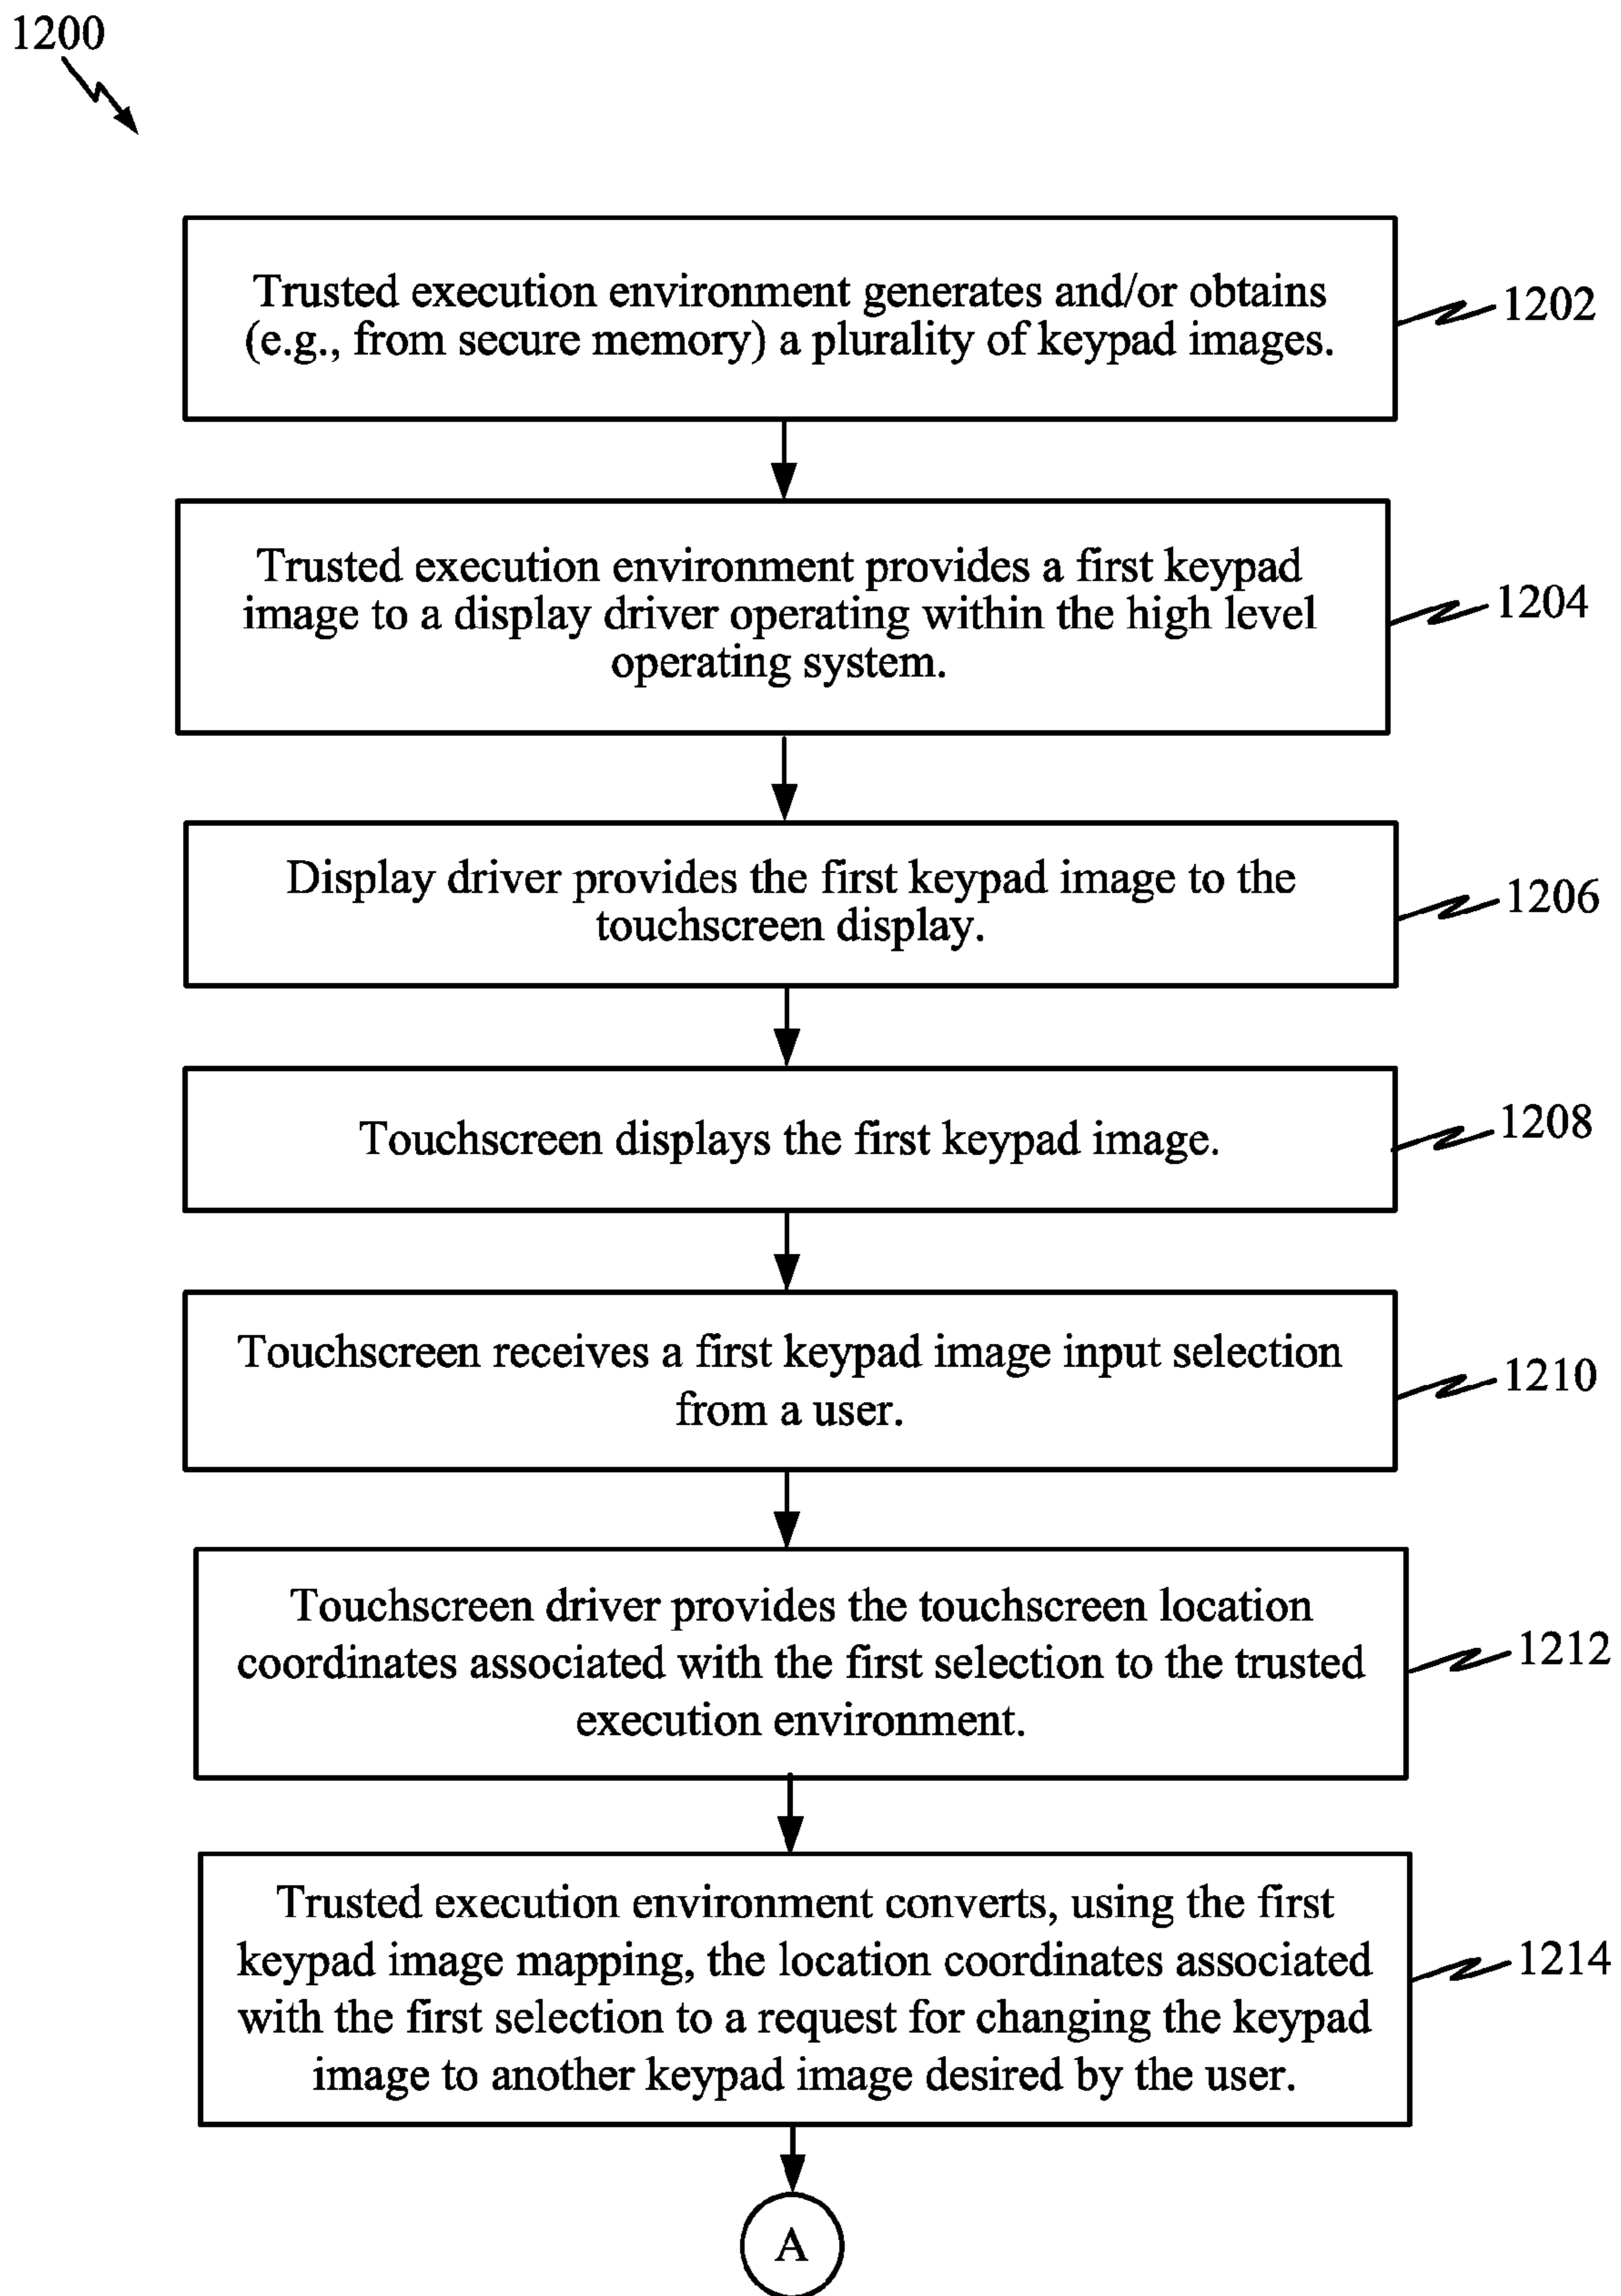 1200
Trusted execution environment generates and/or obtains
(e.g., from secure memory) a plurality of keypad images.
1202
Trusted execution environment provides a first keypad
image to a display driver operating within the high level
operating system.
1204
Display driver provides the first keypad image to the
touchscreen display.
1206
Touchscreen displays the first keypad image.
1208
Touchscreen receives a first keypad image input selection
from a user.
1210
Touchscreen driver provides the touchscreen location
coordinates associated with the first selection to the trusted
execution environment.
1212
Trusted execution environment converts, using the first
keypad image mapping, the location coordinates associated
with the first selection to a request for changing the keypad
image to another keypad image desired by the user.
1214
A